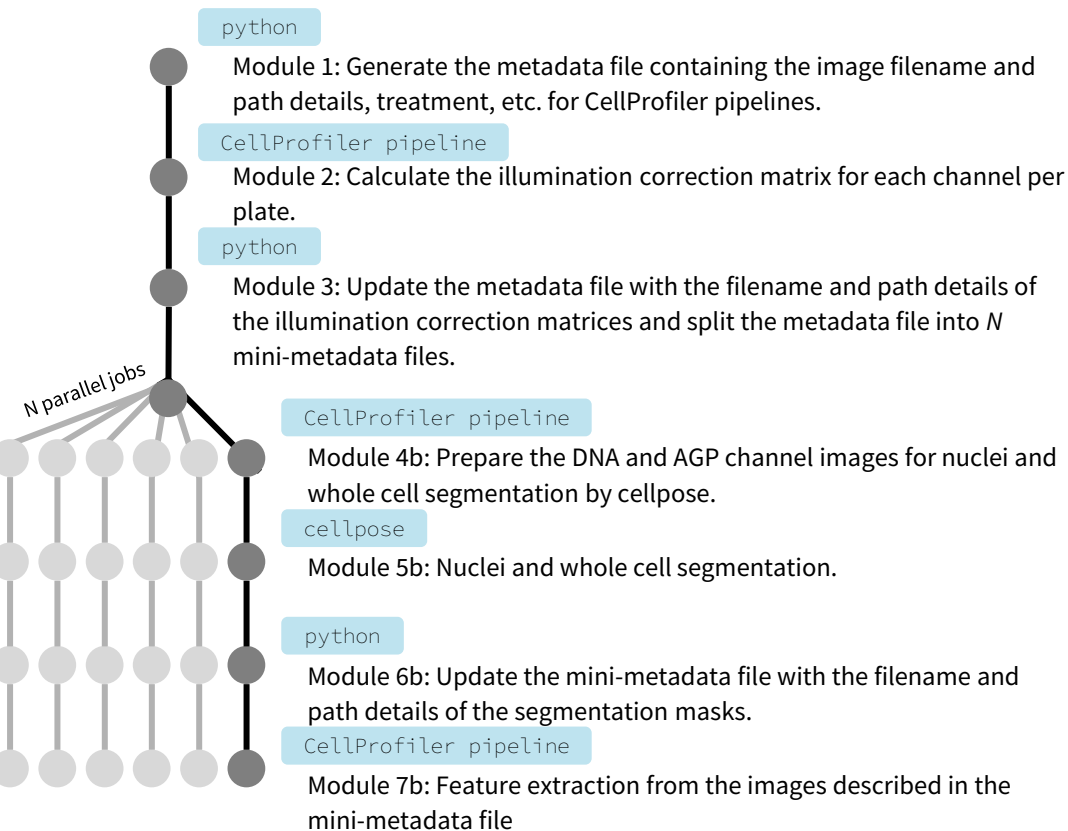 python
Module 1: Generate the metadata file containing the image filename and
path details, treatment, etc. for CellProfiler pipelines.
CellProfiler pipeline
Module 2: Calculate the illumination correction matrix for each channel per
plate.
python
Module 3: Update the metadata file with the filename and path details of
the illumination correction matrices and split the metadata file into N
mini-metadata files.
N parallel jobs
CellProfiler pipeline
Module 4b: Prepare the DNA and AGP channel images for nuclei and
whole cell segmentation by cellpose.
cellpose
Module 5b: Nuclei and whole cell segmentation.
python
Module 6b: Update the mini-metadata file with the filename and
path details of the segmentation masks.
CellProfiler pipeline
Module 7b: Feature extraction from the images described in the
mini-metadata file